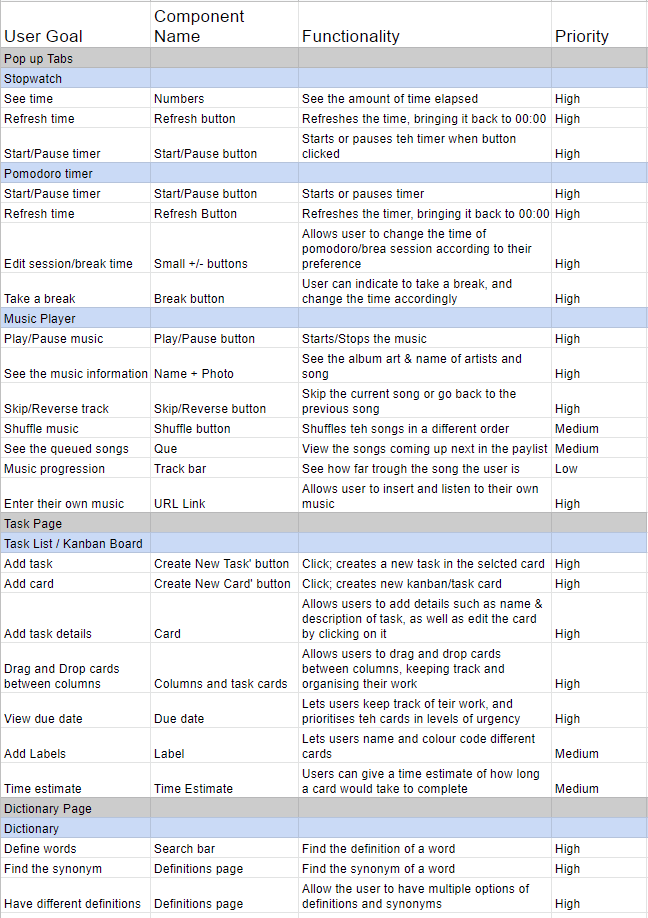 User Goal Component Name Functionality Priority
Pop up Tabs
Stopwatch
See time Numbers See the amount of time elapsed High
Refresh time Refresh button Refreshes the time, bringing it back to 00:00 High
Start/Pause timer Start/Pause button Starts or pauses teh timer when button clicked High
Pomodoro timer
Start/Pause timer Start/Pause button Starts or pauses timer High
Refresh time Refresh Button Refreshes the timer, bringing it back to 00:00 High
Edit session/break time Small +/- buttons Allows user to change the time of pomodoro/brea session according to their preference High
Take a break Break button User can indicate to take a break, and change the time accordingly High
Music Player
Play/Pause music Play/Pause button Starts/Stops the music High
See the music information Name + Photo See the album art & name of artists and song High
Skip/Reverse track Skip/Reverse button Skip the current song or go back to the previous song High
Shuffle music Shuffle button Shuffles teh songs in a different order Medium
See the queued songs Que View the songs coming up next in the paylist Medium
Music progression Track bar See how far trough the song the user is Low
Enter their own music URL Link Allows user to insert and listen to their own music High
Task Page
Task List / Kanban Board
Add task Create New Task' button Click; creates a new task in the selcted card High
Add card Create New Card' button Click; creates new kanban/task card High
Add task details Card Allows users to add details such as name & description of task, as well as edit the card by clicking on it High
Drag and Drop cards between columns Columns and task cards Allows users to drag and drop cards between columns, keeping track and organising their work High
View due date Due date Lets users keep track of teir work, and prioritises teh cards in levels of urgency High
Add Labels Label Lets users name and colour code different cards Medium
Time estimate Time Estimate Users can give a time estimate of how long a card would take to complete Medium
Dictionary Page
Dictionary
Define words Search bar Find the definition of a word High
Find the synonym Definitions page Find the synonym of a word High
Have different definitions Definitions page Allow the user to have multiple options of definitions and synonyms High